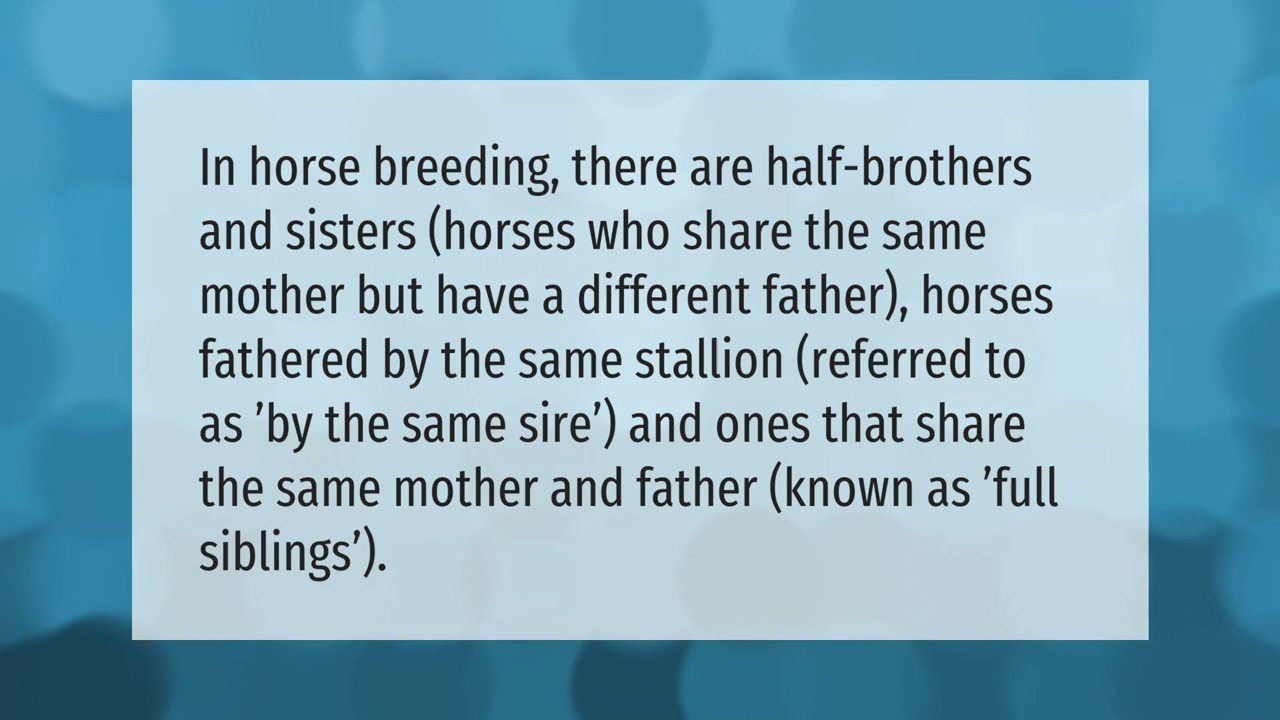 In horse breeding, there are half-brothers
and sisters (horses who share the same
mother but have a different father), horses
fathered by the same stallion (referred to
as ’by the same sire’) and ones that share
the same mother and father (known as ’full
siblings’).